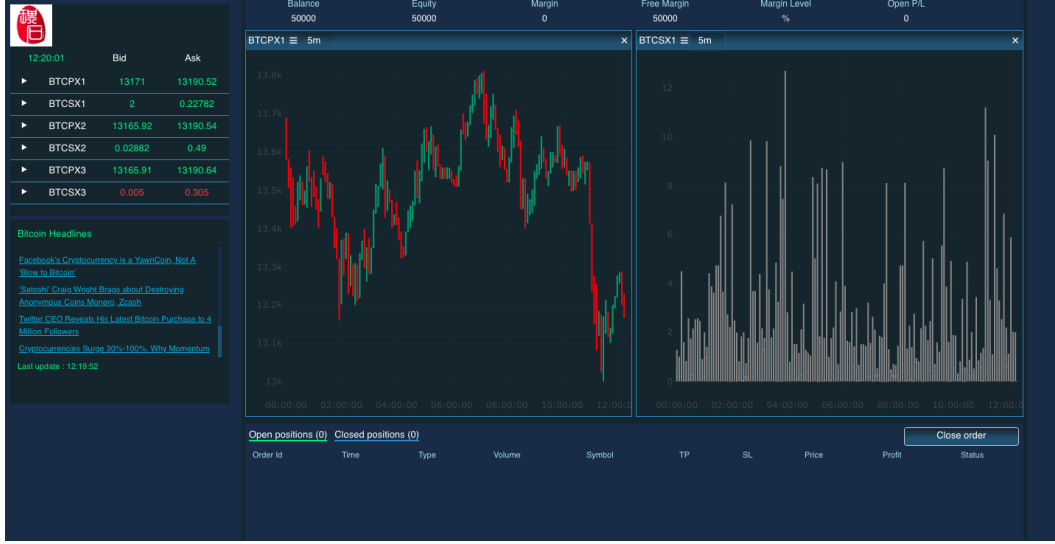 Balance Equity Margin Free Margin Margin Level Open P/L
50000 50000 0 50000 % 0
12:20:01 Bid Ask
BTCPX1 13171 13190.52
BTCSX1 2 0.22782
BTCPX2 13165.92 13190.54
BTCSX2 0.02882 0.49
BTCPX3 13165.91 13190.64
BTCSX3 0.005 0.305
Bitcoin Headlines
Facebook's Cryptocurrency is a YawnCoin, Not A
'Blow to Bitcoin'
'Satoshi' Craig Wright Brags about Destroying
Anonymous Coins Monero, Zcash
Twitter CEO Reveals His Latest Bitcoin Purchase to 4
Million Followers
Cryptocurrencies Surge 30%-100%. Why Momentum
Last update : 12:19:52
BTCPX1 ☰ 5m ×
13.8k
13.7k
13.6k
13.5k
13.4k
13.3k
13.2k
13.1k
13k
00:00:00 02:00:00 04:00:00 06:00:00 08:00:00 10:00:00 12:00:0
BTCSX1 ☰ 5m ×
12
10
8
6
4
2
0
00:00:00 02:00:00 04:00:00 06:00:00 08:00:00 10:00:00 12:00:0
Open positions (0) Closed positions (0) Close order
Order Id Time Type Volume Symbol TP SL Price Profit Status